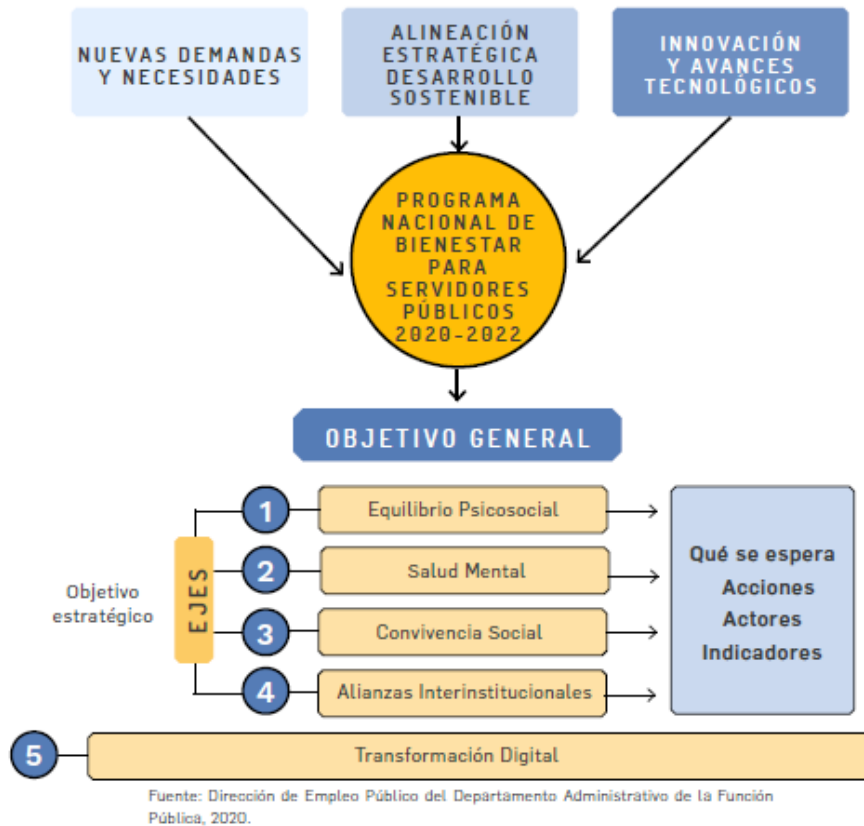 NUEVAS DEMANDAS
Y NECESIDADES
ALINEACIÓN
ESTRATÉGICA
DESARROLLO
SOSTENIBLE
INNOVACIÓN
Y AVANCES
TECNOLÓGICOS
PROGRAMA
NACIONAL DE
BIENESTAR
PARA
SERVIDORES
PÚBLICOS
2020-2022
OBJETIVO GENERAL
Objetivo
estratégico
EJES
1
Equilibrio Psicosocial
2
Salud Mental
3
Convivencia Social
4
Alianzas Interinstitucionales
Qué se espera
Acciones
Actores
Indicadores
5
Transformación Digital
Fuente: Dirección de Empleo Público del Departamento Administrativo de la Función
Pública, 2020.